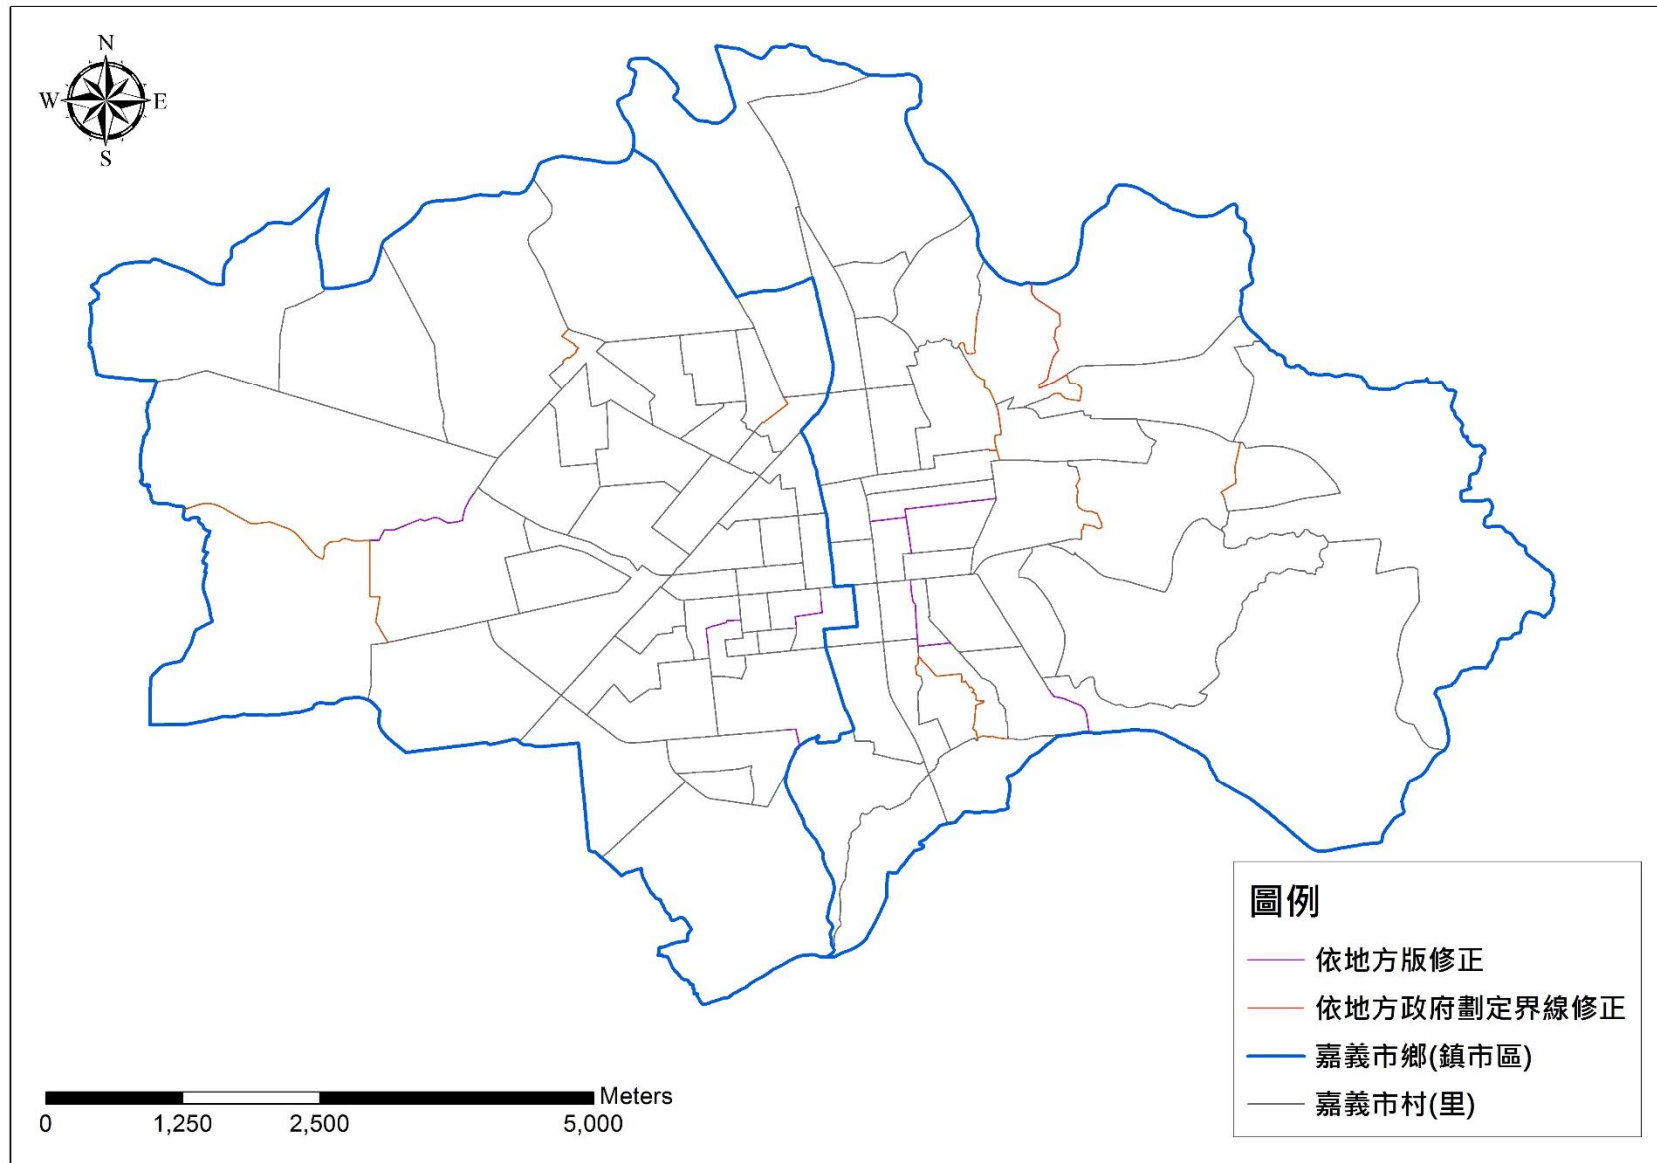 N
W E
S
圖例
依地方版修正
依地方政府劃定界線修正
嘉義市鄉(鎮市區)
嘉義市村(里)
Meters
0 1,250 2,500 5,000